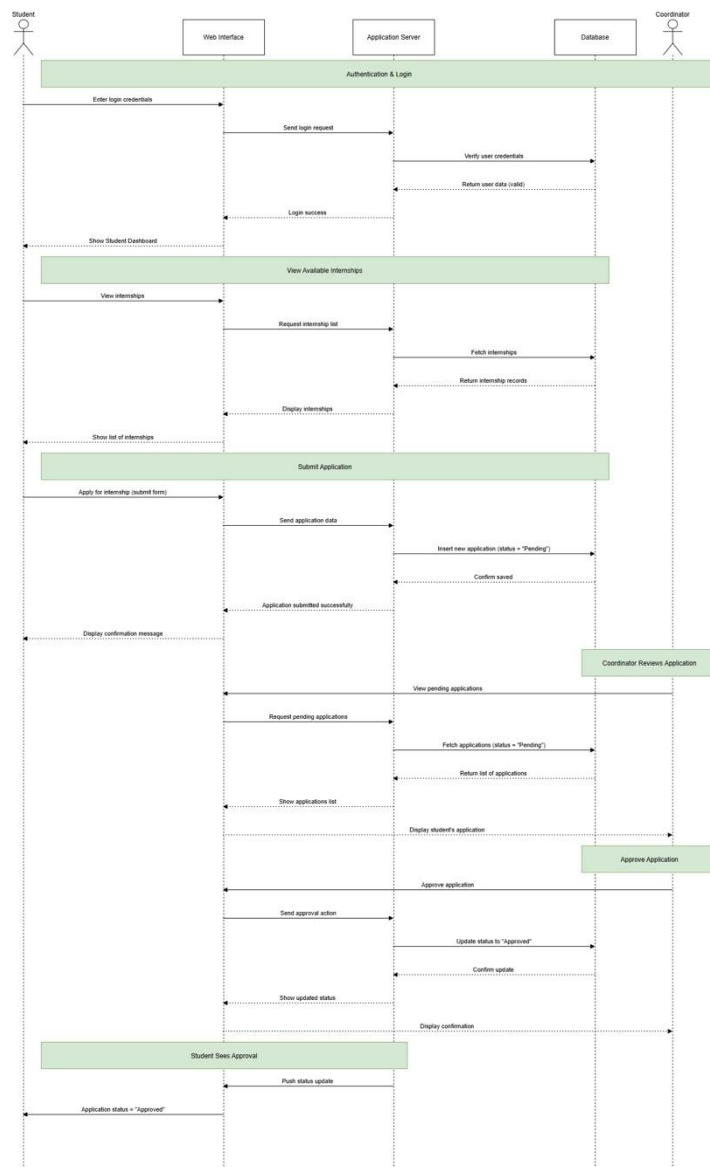 Student
Coordinator
Web Interface
Application Server
Database
Authentication & Login
Enter login credentials
Send login request
Verify user credentials
Return user data (valid)
Login success
Show Student Dashboard
View Available Internships
View internships
Request internship list
Fetch internships
Return internship records
Display internships
Show list of internships
Submit Application
Apply for internship (submit form)
Send application data
Insert new application (status = "Pending")
Confirm saved
Application submitted successfully
Display confirmation message
Coordinator Reviews Application
View pending applications
Request pending applications
Fetch applications (status = "Pending")
Return list of applications
Show applications list
Display student's application
Approve Application
Approve application
Send approval action
Update status to "Approved"
Confirm update
Show updated status
Display confirmation
Student Sees Approval
Push status update
Application status = "Approved"